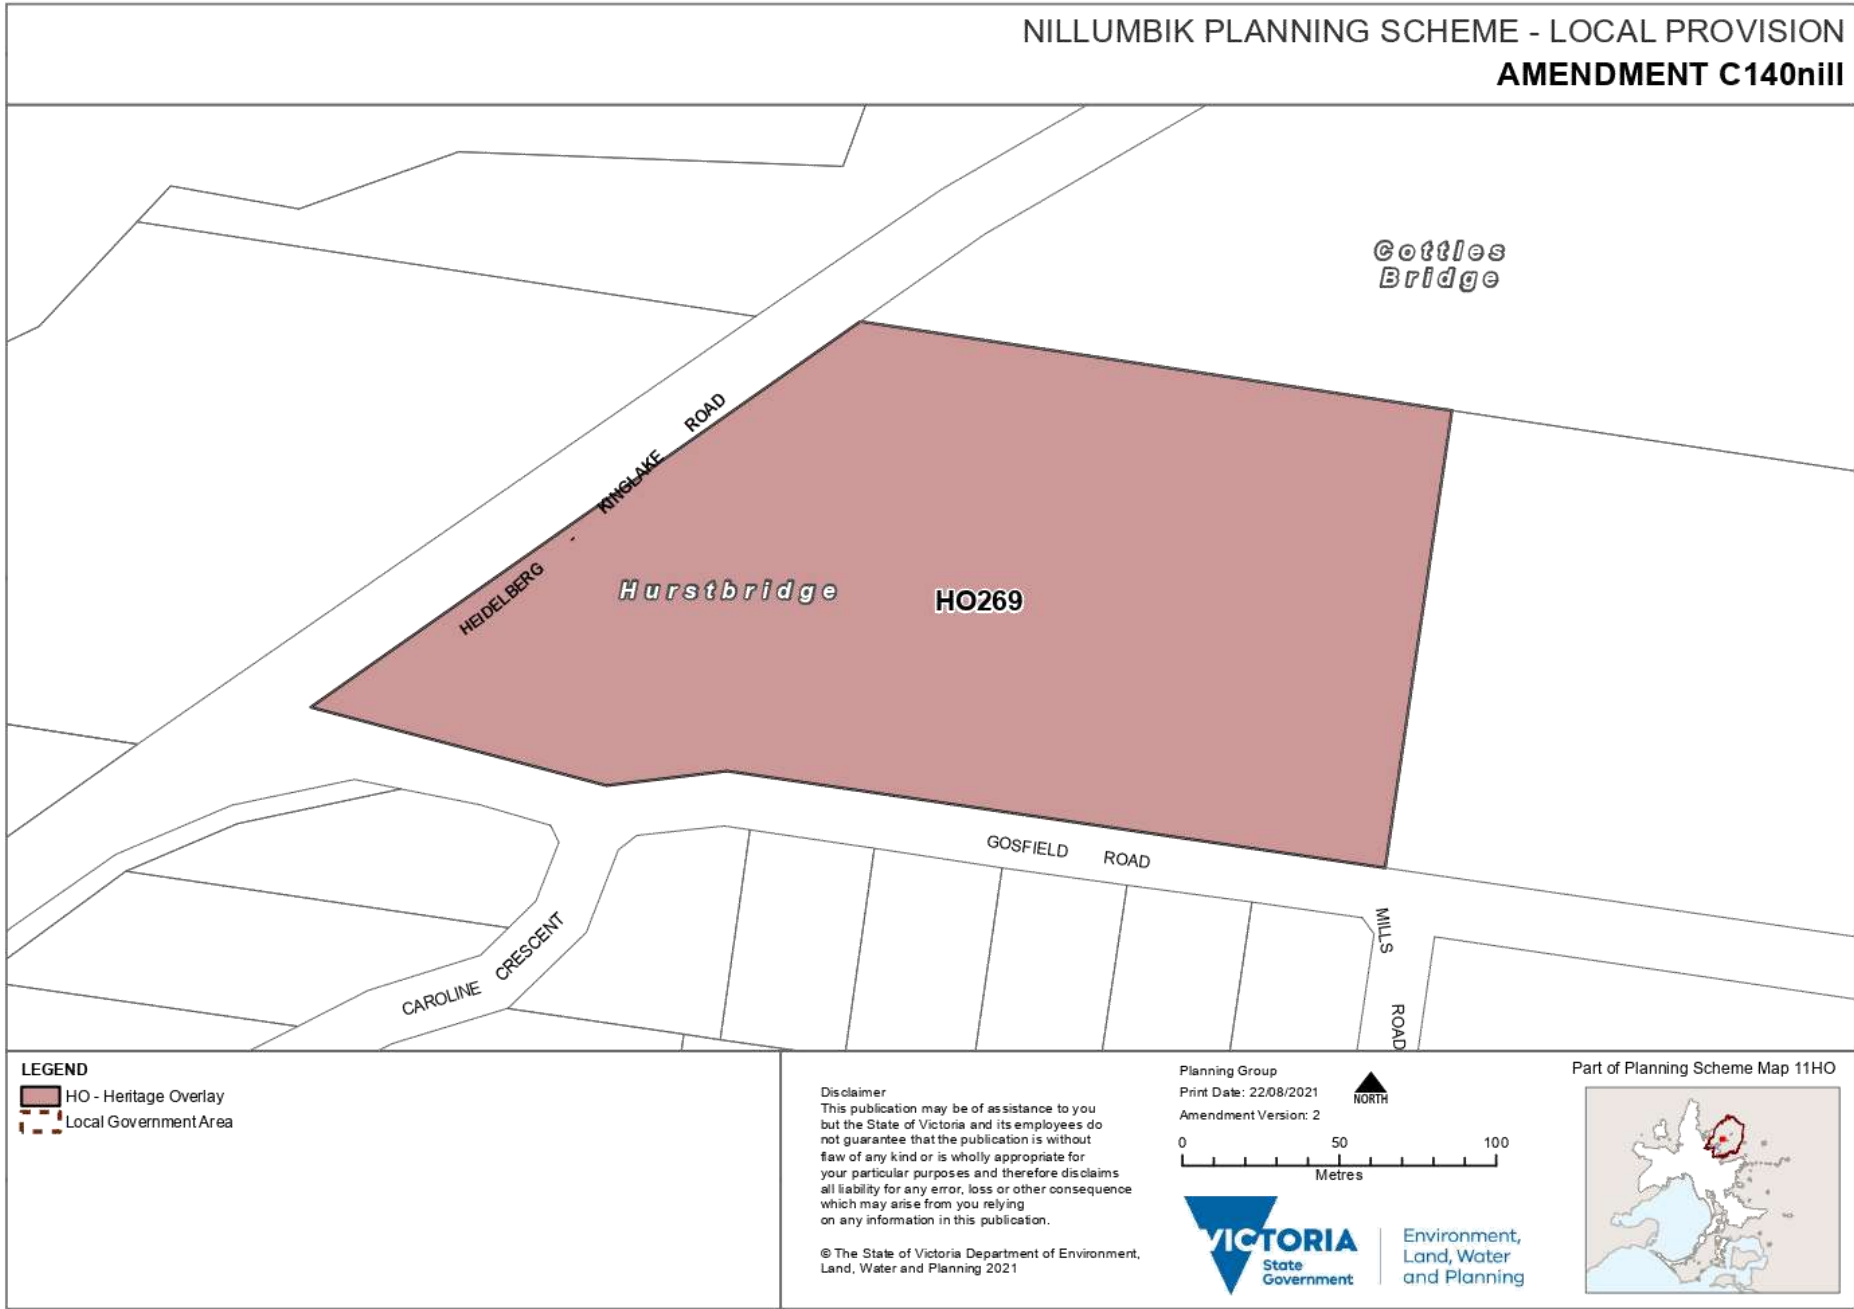 NILLUMBIK PLANNING SCHEME - LOCAL PROVISION
AMENDMENT C140nill
Cottles
Bridge
HEIDELBERG - KINGLAKE ROAD
Hurstbridge
HO269
GOSFIELD ROAD
CAROLINE CRESCENT
MILLS ROAD
LEGEND
HO - Heritage Overlay
Local Government Area
Disclaimer
This publication may be of assistance to you
but the State of Victoria and its employees do
not guarantee that the publication is without
flaw of any kind or is wholly appropriate for
your particular purposes and therefore disclaims
all liability for any error, loss or other consequence
which may arise from you relying
on any information in this publication.
© The State of Victoria Department of Environment,
Land, Water and Planning 2021
Planning Group
Print Date: 22/08/2021
Amendment Version: 2
NORTH
0 50 100
Metres
VICTORIA
State
Government
Environment,
Land, Water
and Planning
Part of Planning Scheme Map 11HO